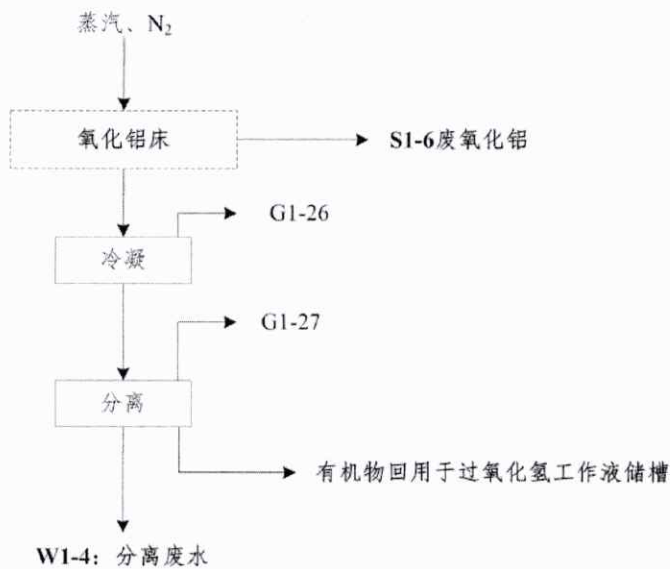 蒸汽、N₂
氧化铝床
S1-6废氧化铝
G1-26
冷凝
G1-27
分离
有机物回用于过氧化氢工作液储槽
W1-4：分离废水